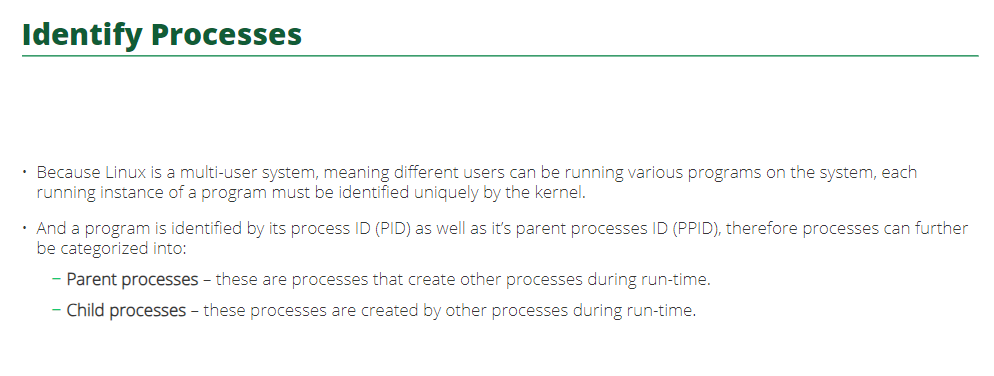 Identify Processes
• Because Linux is a multi-user system, meaning different users can be running various programs on the system, each
running instance of a program must be identified uniquely by the kernel.
• And a program is identified by its process ID (PID) as well as it’s parent processes ID (PPID), therefore processes can further
be categorized into:
– Parent processes – these are processes that create other processes during run-time.
– Child processes – these processes are created by other processes during run-time.